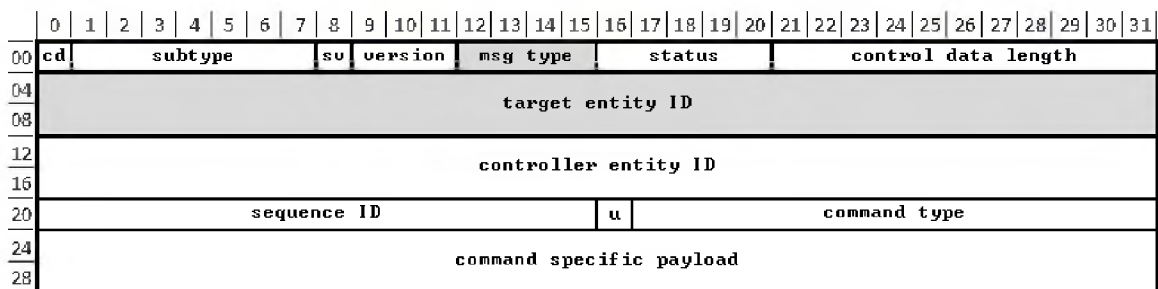 0 1 2 3 4 5 6 7 8 9 10 11 12 13 14 15 16 17 18 19 20 21 22 23 24 25 26 27 28 29 30 31
00 cd subtype sv version msg type status control data length
04
target entity ID
08
12
controller entity ID
16
20 sequence ID u command type
24
command specific payload
28